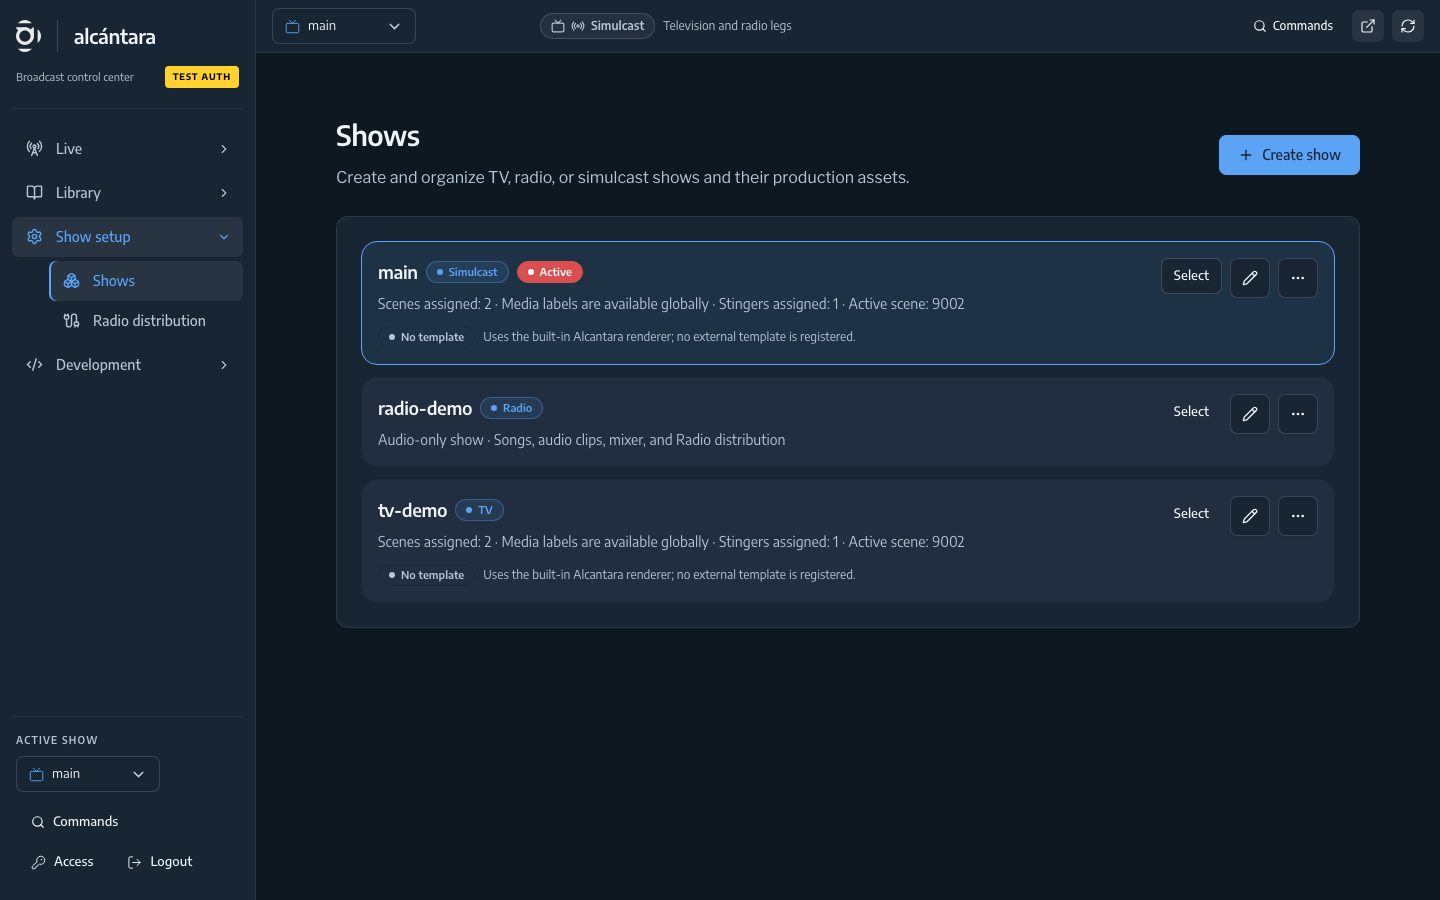 alcántara
Broadcast control center
TEST AUTH
Live
Library
Show setup
Shows
Radio distribution
Development
ACTIVE SHOW
main
Commands
Access
Logout
main
Simulcast
Television and radio legs
Commands
Shows
Create and organize TV, radio, or simulcast shows and their production assets.
Create show
main Simulcast Active
Select
Scenes assigned: 2 · Media labels are available globally · Stingers assigned: 1 · Active scene: 9002
No template Uses the built-in Alcantara renderer; no external template is registered.
radio-demo Radio
Select
Audio-only show · Songs, audio clips, mixer, and Radio distribution
tv-demo TV
Select
Scenes assigned: 2 · Media labels are available globally · Stingers assigned: 1 · Active scene: 9002
No template Uses the built-in Alcantara renderer; no external template is registered.